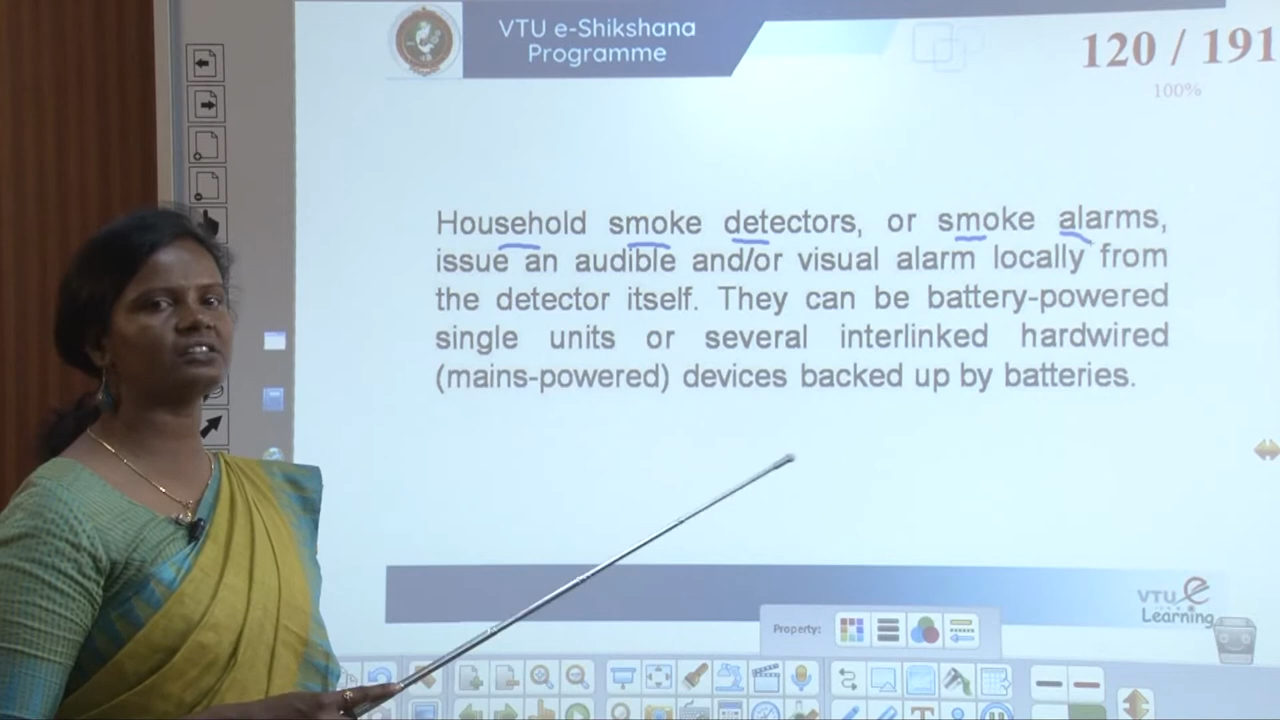 VTU e-Shikshana
Programme
120 / 191
100%
Household smoke detectors, or smoke alarms,
issue an audible and/or visual alarm locally from
the detector itself. They can be battery-powered
single units or several interlinked hardwired
(mains-powered) devices backed up by batteries.
VTU e
Learning
Property: